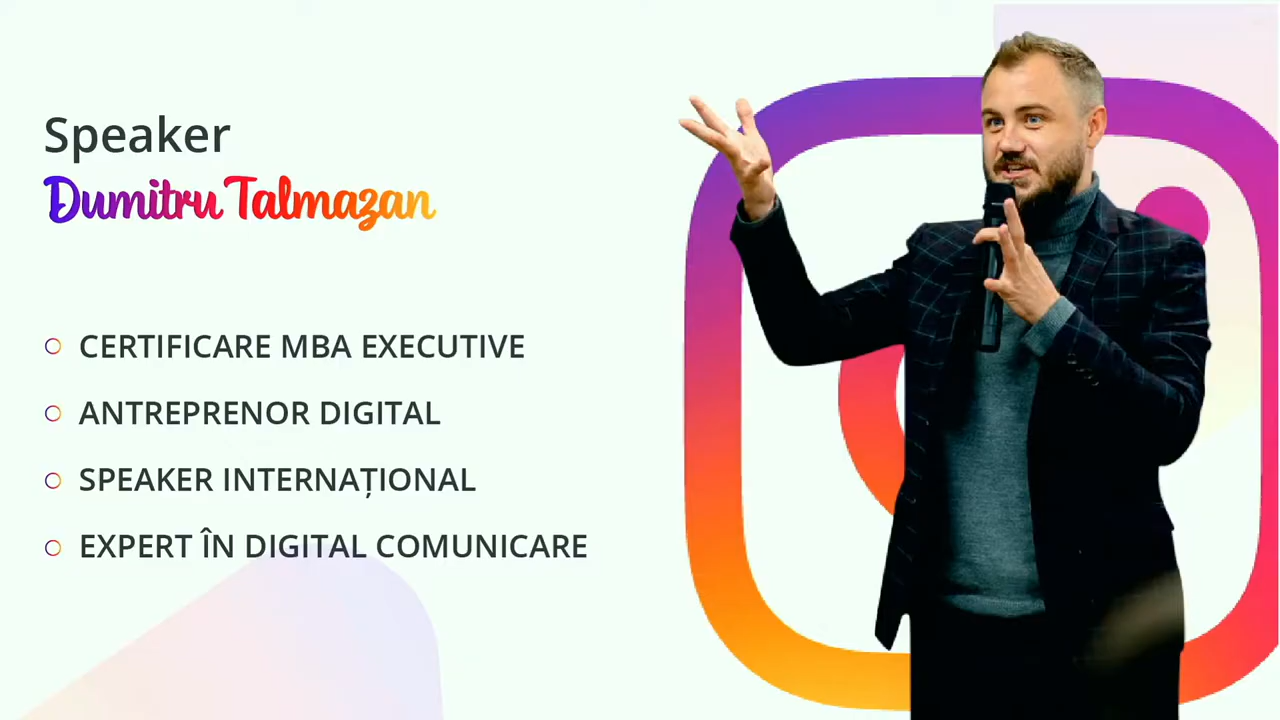 Speaker
Dumitru Talmazan
CERTIFICARE MBA EXECUTIVE
ANTREPRENOR DIGITAL
SPEAKER INTERNAȚIONAL
EXPERT ÎN DIGITAL COMUNICARE